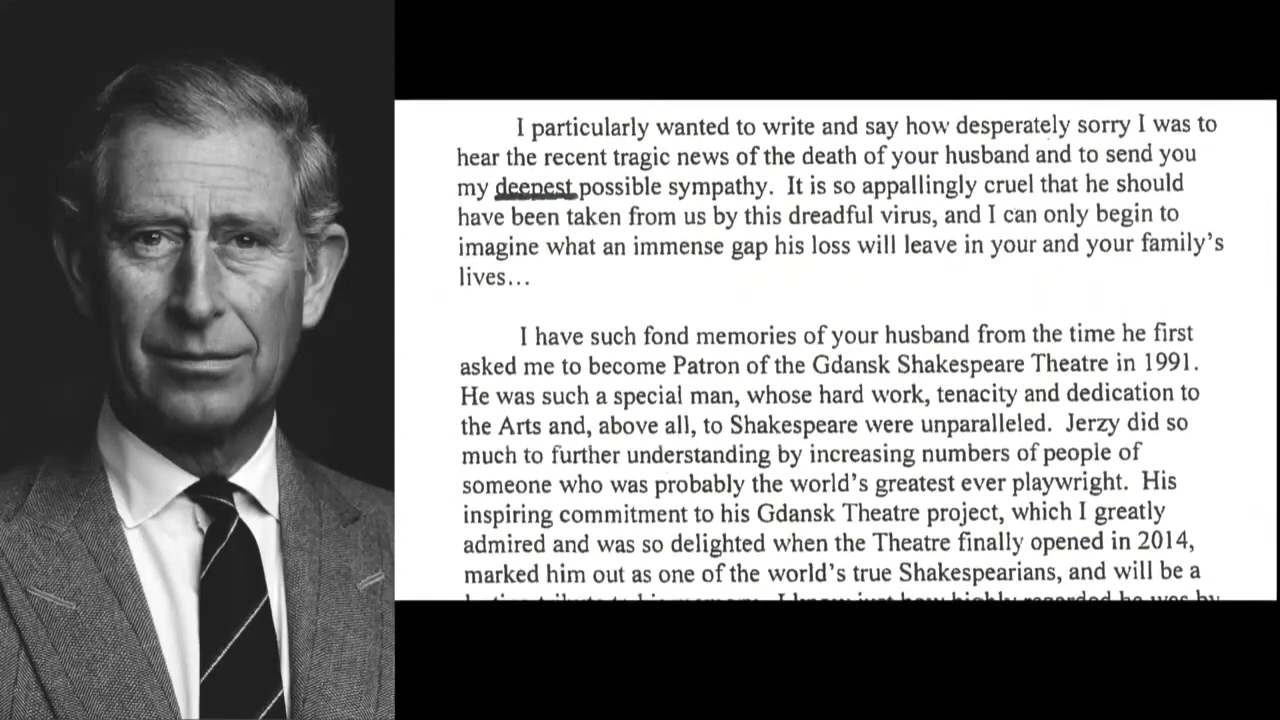 I particularly wanted to write and say how desperately sorry I was to
hear the recent tragic news of the death of your husband and to send you
my deepest possible sympathy. It is so appallingly cruel that he should
have been taken from us by this dreadful virus, and I can only begin to
imagine what an immense gap his loss will leave in your and your family's
lives...
I have such fond memories of your husband from the time he first
asked me to become Patron of the Gdansk Shakespeare Theatre in 1991.
He was such a special man, whose hard work, tenacity and dedication to
the Arts and, above all, to Shakespeare were unparalleled. Jerzy did so
much to further understanding by increasing numbers of people of
someone who was probably the world's greatest ever playwright. His
inspiring commitment to his Gdansk Theatre project, which I greatly
admired and was so delighted when the Theatre finally opened in 2014,
marked him out as one of the world's true Shakespearians, and will be a
I know just how highly regarded he was by